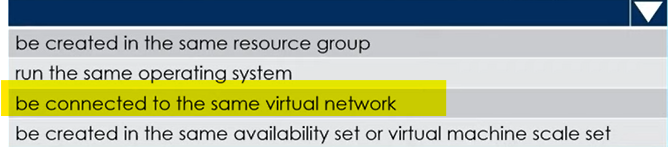 be created in the same resource group
run the same operating system
be connected to the same virtual network
be created in the same availability set or virtual machine scale set